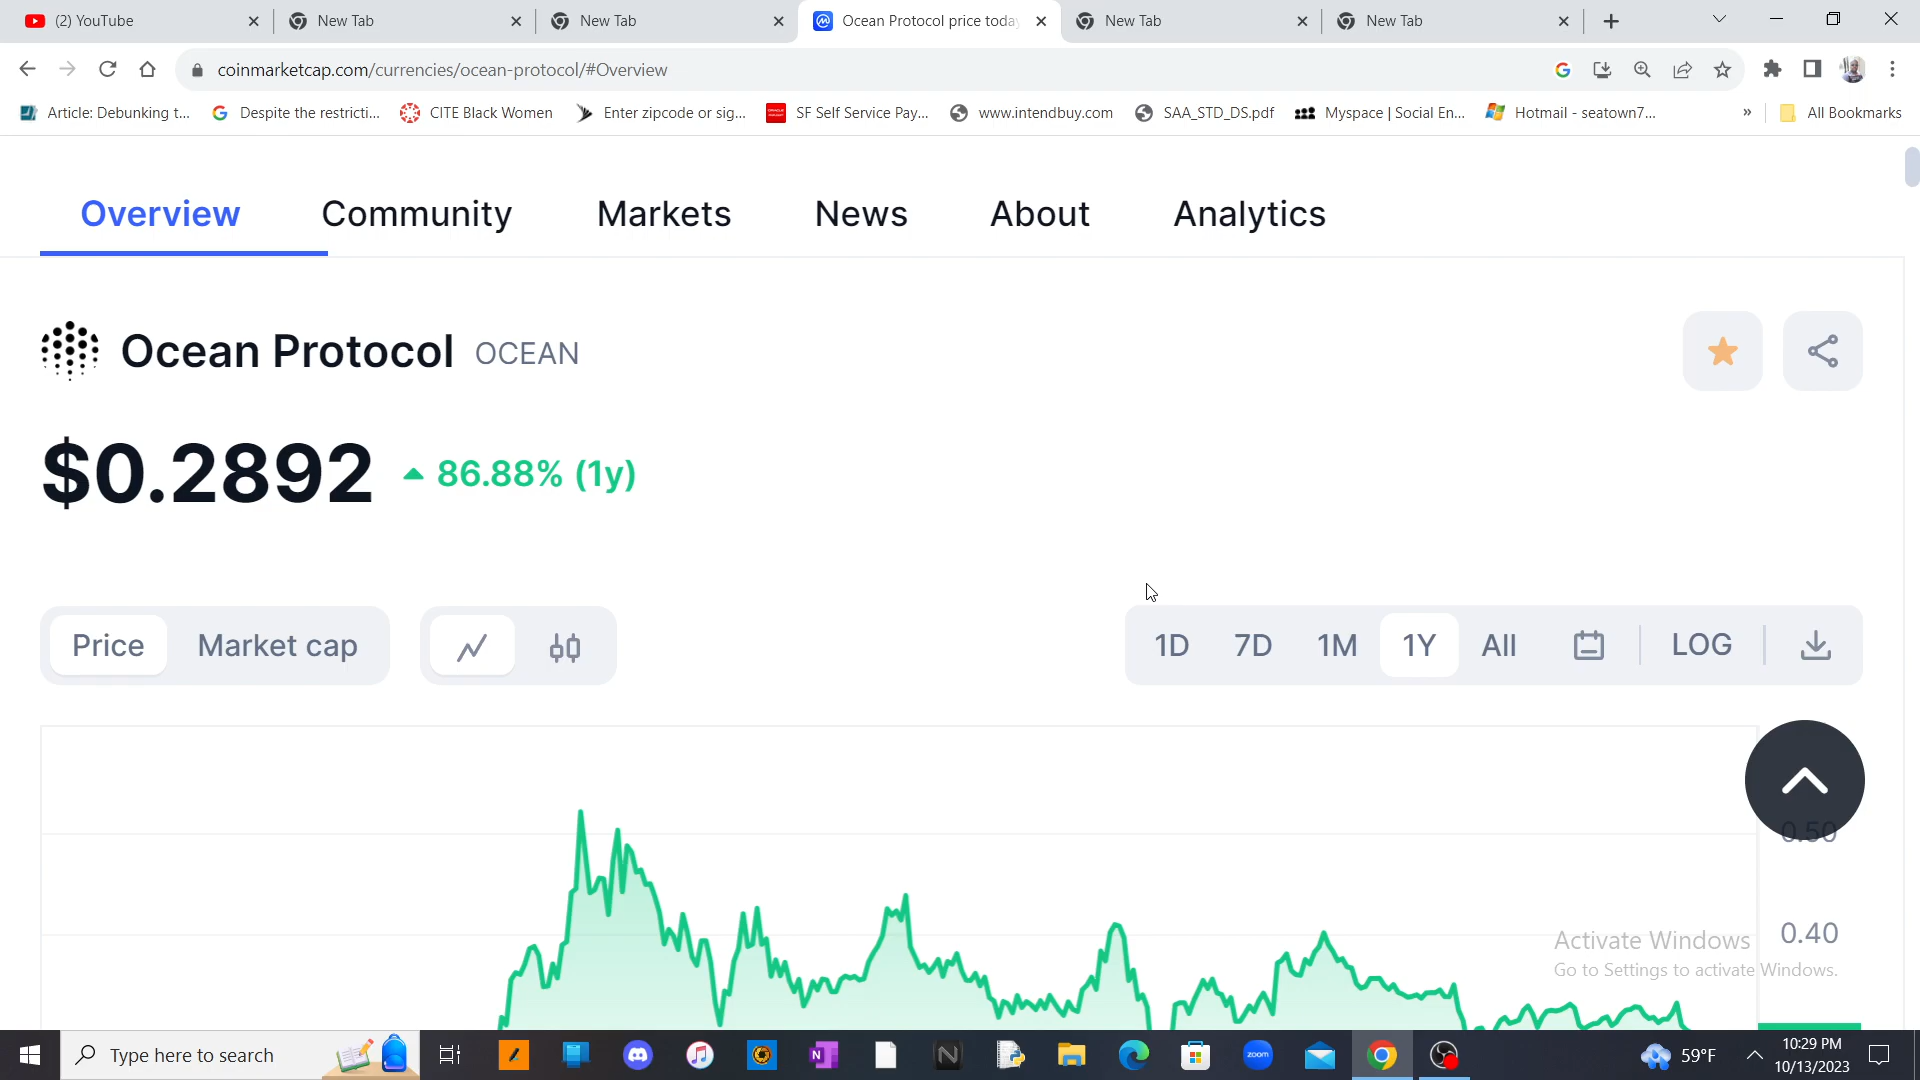 (2) YouTube
New Tab
New Tab
Ocean Protocol price today
New Tab
New Tab
coinmarketcap.com/currencies/ocean-protocol/#Overview
Article: Debunking t...
Despite the restricti...
CITE Black Women
Enter zipcode or sig...
SF Self Service Pay...
www.intendbuy.com
SAA_STD_DS.pdf
Myspace | Social En...
Hotmail - seatown7...
»
All Bookmarks
Overview Community Markets News About Analytics
Ocean Protocol OCEAN
$0.2892 86.88% (1y)
Price Market cap
1D 7D 1M 1Y All LOG
0.50
0.40
Activate Windows
Go to Settings to activate Windows.
Type here to search
zoom
59°F
10:29 PM
10/13/2023